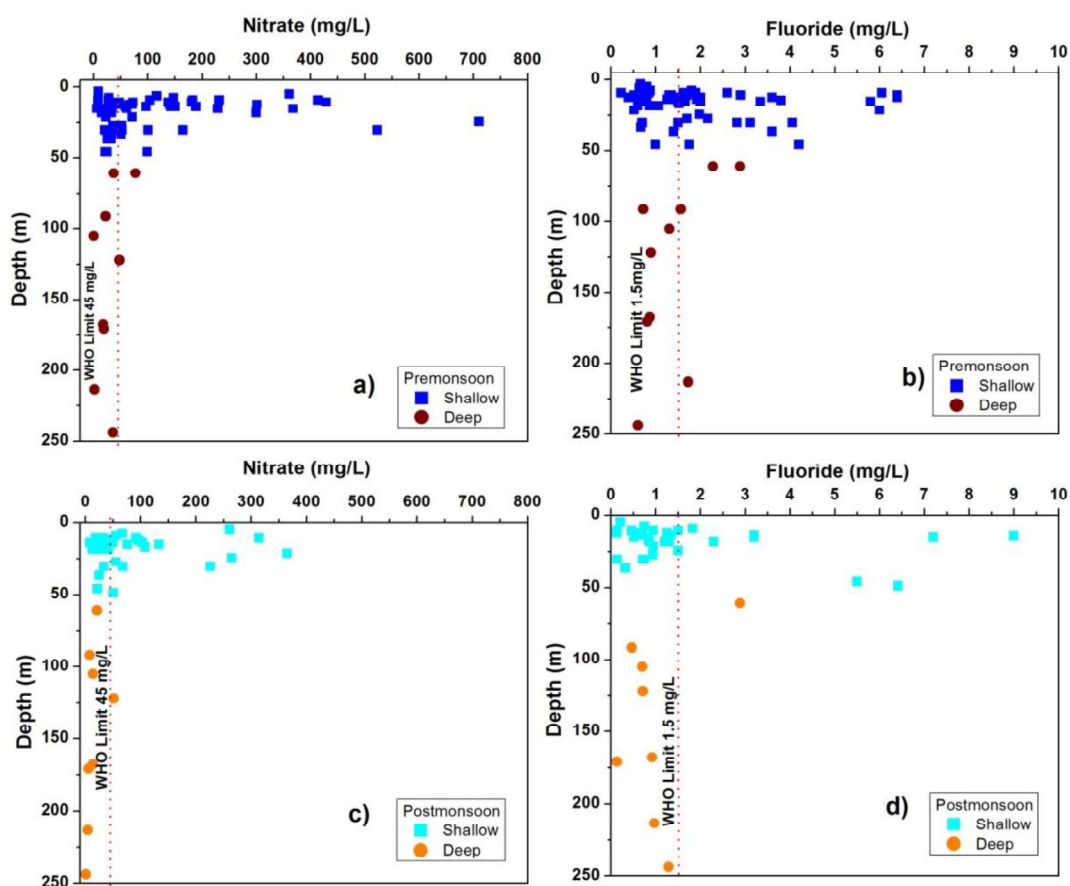 Nitrate (mg/L)
0 100 200 300 400 500 600 700 800
0
50
100
150
200
250
Depth (m)
WHO Limit 45 mg/L
a)
Premonsoon
Shallow
Deep
Fluoride (mg/L)
0 1 2 3 4 5 6 7 8 9 10
0
50
100
150
200
250
Depth (m)
WHO Limit 1.5mg/L
b)
Premonsoon
Shallow
Deep
Nitrate (mg/L)
0 100 200 300 400 500 600 700 800
0
50
100
150
200
250
Depth (m)
WHO Limit 45 mg/L
c)
Postmonsoon
Shallow
Deep
Fluoride (mg/L)
0 1 2 3 4 5 6 7 8 9 10
0
50
100
150
200
250
Depth (m)
WHO Limit 1.5 mg/L
d)
Postmonsoon
Shallow
Deep